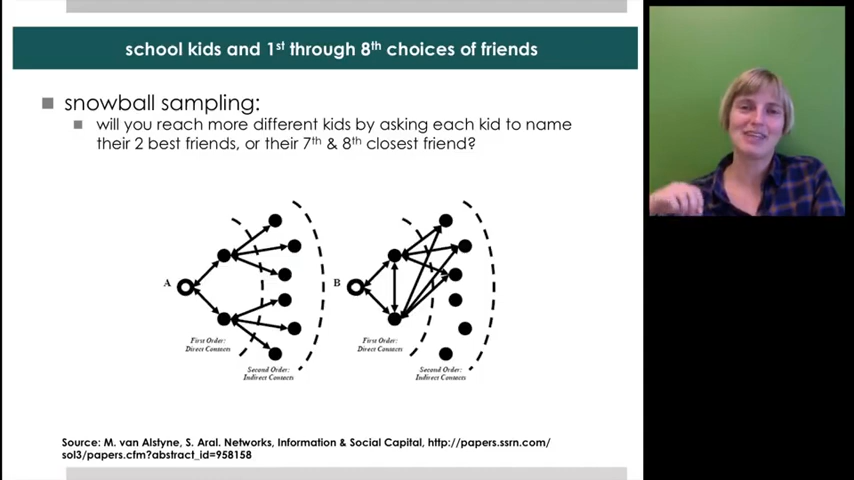 school kids and 1st through 8th choices of friends
snowball sampling:
will you reach more different kids by asking each kid to name
their 2 best friends, or their 7th & 8th closest friend?
A
First Order:
Direct Contacts
Second Order:
Indirect Contacts
B
First Order:
Direct Contacts
Second Order:
Indirect Contacts
Source: M. van Alstyne, S. Aral. Networks, Information & Social Capital, http://papers.ssrn.com/
sol3/papers.cfm?abstract_id=958158